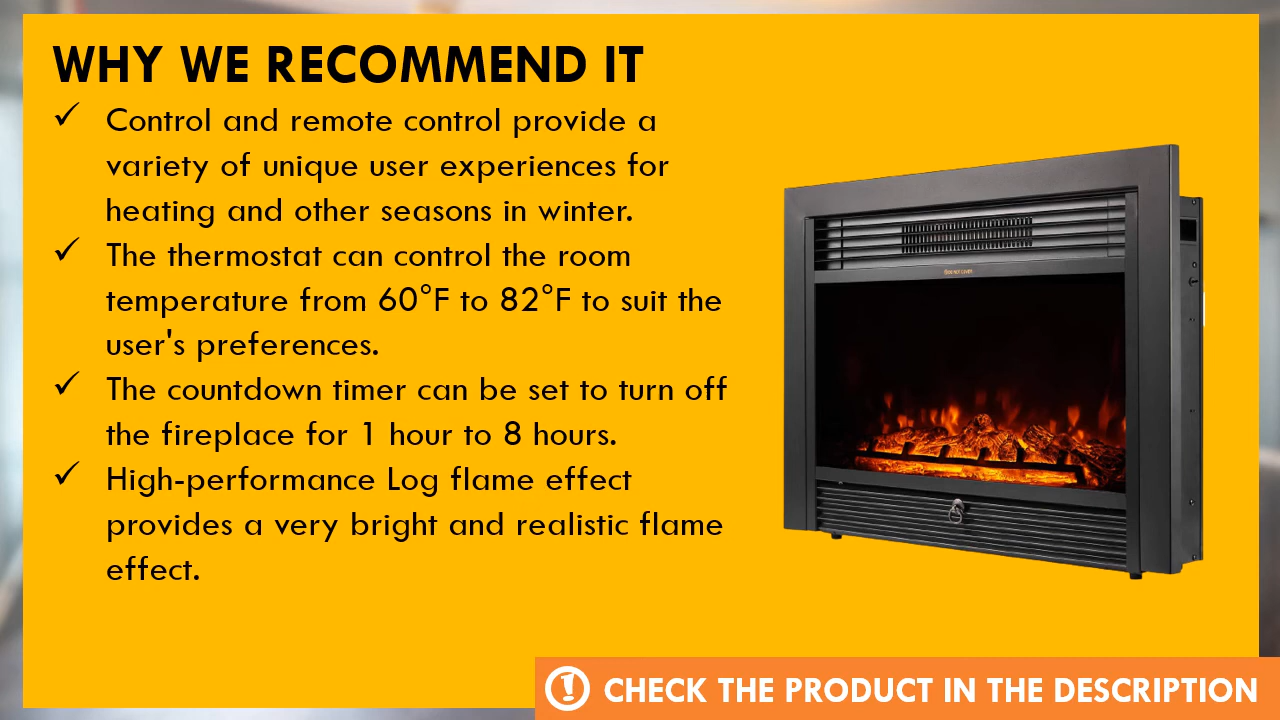 WHY WE RECOMMEND IT
✓ Control and remote control provide a
variety of unique user experiences for
heating and other seasons in winter.
✓ The thermostat can control the room
temperature from 60°F to 82°F to suit the
user's preferences.
✓ The countdown timer can be set to turn off
the fireplace for 1 hour to 8 hours.
✓ High-performance Log flame effect
provides a very bright and realistic flame
effect.
CHECK THE PRODUCT IN THE DESCRIPTION